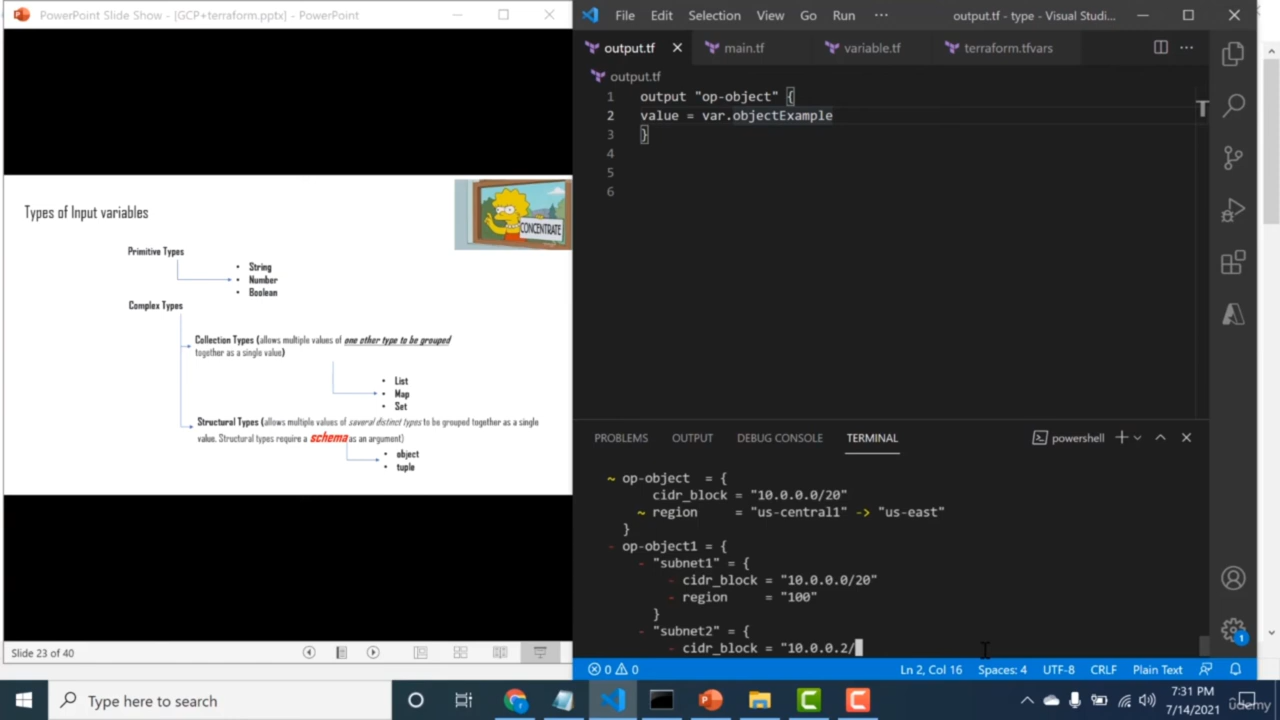 PowerPoint Slide Show - [GCP+terraform.pptx] - PowerPoint
Types of Input variables
CONCENTRATE
Primitive Types
• String
• Number
• Boolean
Complex Types
Collection Types (allows multiple values of one other type to be grouped
together as a single value)
• List
• Map
• Set
Structural Types (allows multiple values of several distinct types to be grouped together as a single
value. Structural types require a schema as an argument)
• object
• tuple
Slide 23 of 40
File Edit Selection View Go Run ··· output.tf - type - Visual Studi...
output.tf main.tf variable.tf terraform.tfvars
output.tf
1 output "op-object" {
2 value = var.objectExample
3 }
4
5
6
PROBLEMS OUTPUT DEBUG CONSOLE TERMINAL powershell
~ op-object = {
cidr_block = "10.0.0.0/20"
~ region = "us-central1" -> "us-east"
}
- op-object1 = {
- "subnet1" = {
- cidr_block = "10.0.0.0/20"
- region = "100"
}
- "subnet2" = {
- cidr_block = "10.0.0.2/
0 0 Ln 2, Col 16 Spaces: 4 UTF-8 CRLF Plain Text
Type here to search
7:31 PM
7/14/2021
udemy